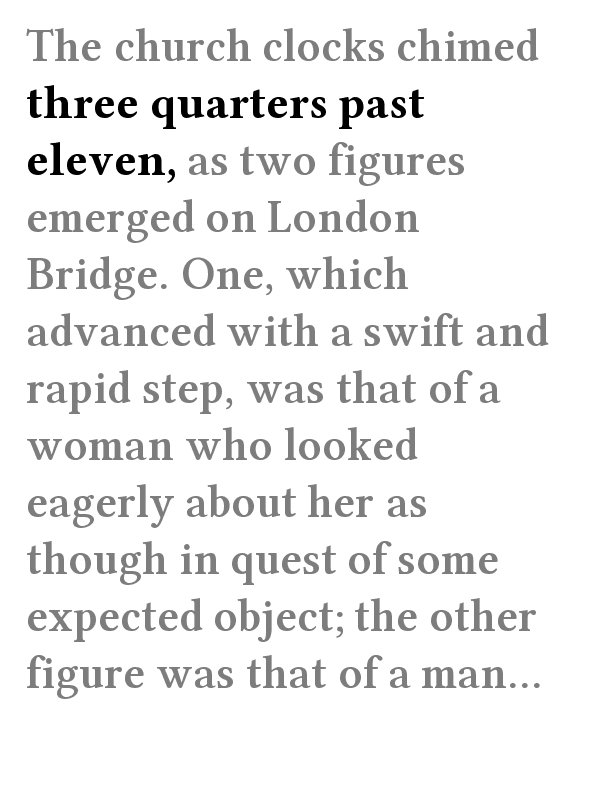 The church clocks chimed
three quarters past
eleven, as two figures
emerged on London
Bridge. One, which
advanced with a swift and
rapid step, was that of a
woman who looked
eagerly about her as
though in quest of some
expected object; the other
figure was that of a man...